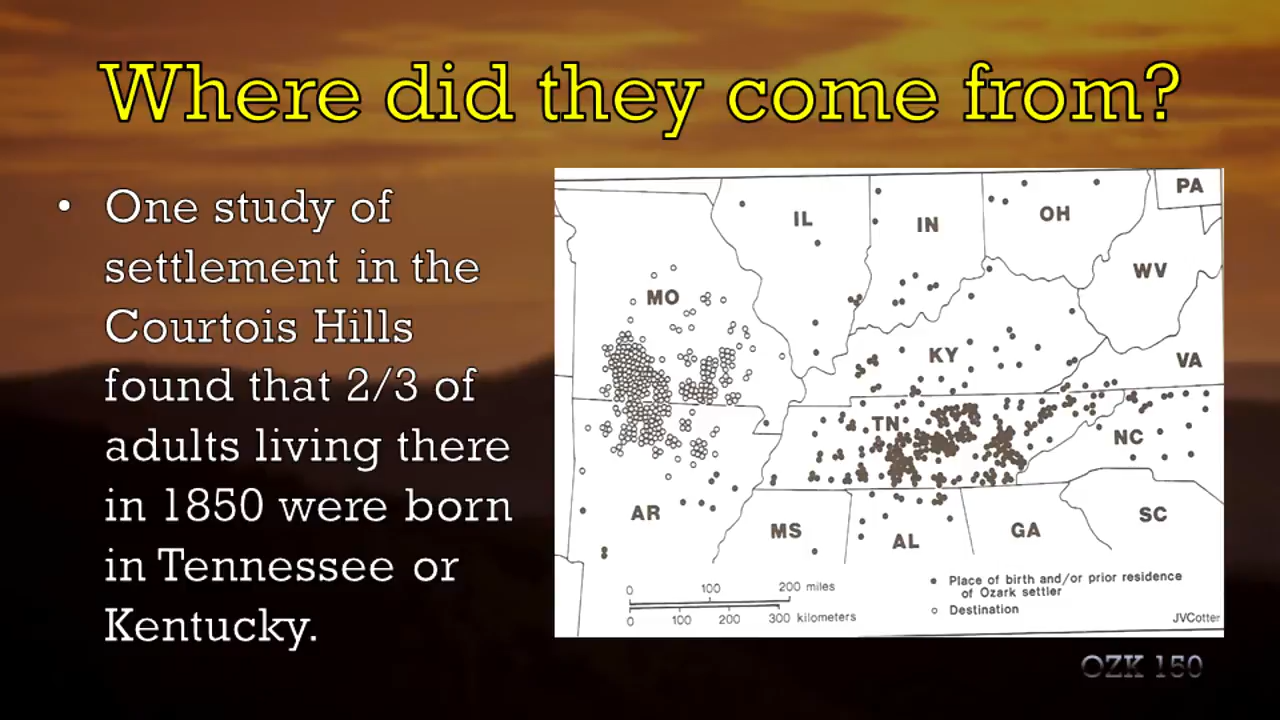 Where did they come from?
• One study of
settlement in the
Courtois Hills
found that 2/3 of
adults living there
in 1850 were born
in Tennessee or
Kentucky.
PA
IL
IN
OH
WV
MO
KY
VA
TN
NC
AR
MS
AL
GA
SC
0 100 200 miles
0 100 200 300 kilometers
Place of birth and/or prior residence
of Ozark settler
Destination
JVCotter
OZK 150